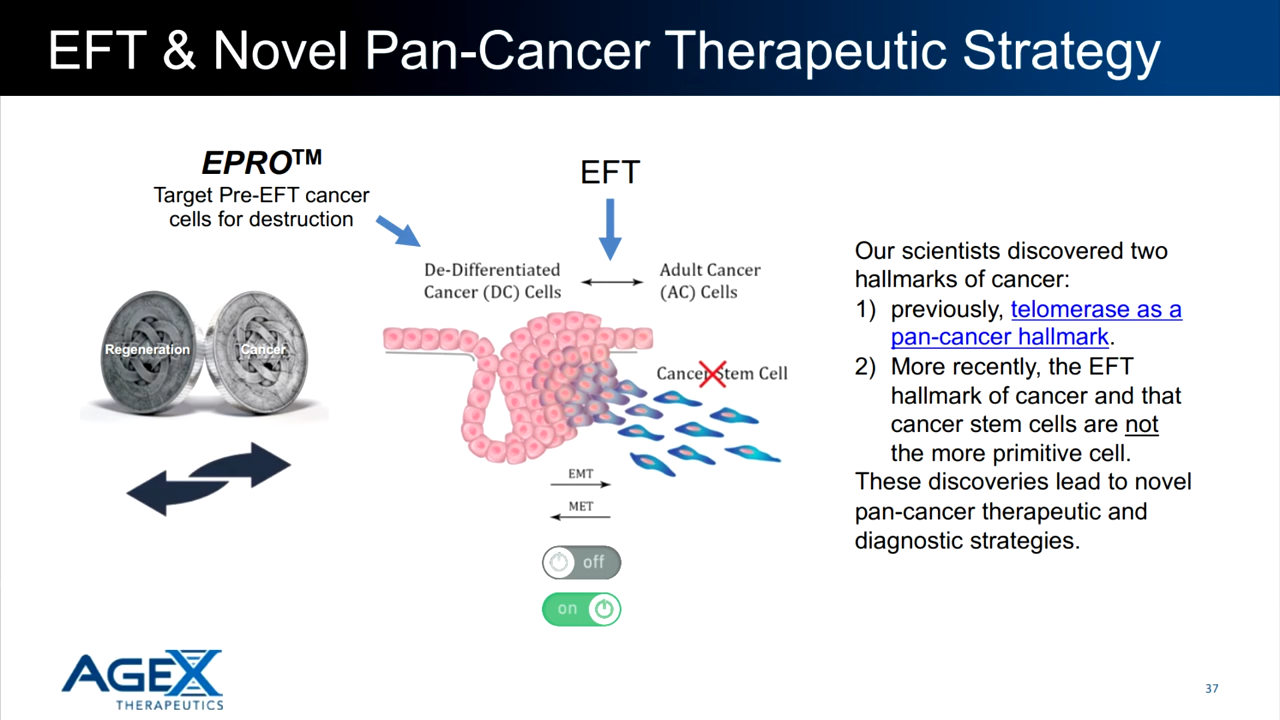 EFT & Novel Pan-Cancer Therapeutic Strategy
EPRO™
Target Pre-EFT cancer
cells for destruction
EFT
De-Differentiated
Cancer (DC) Cells
Adult Cancer
(AC) Cells
Regeneration
Cancer
Cancer Stem Cell
EMT
MET
off
on
Our scientists discovered two
hallmarks of cancer:
1) previously, telomerase as a
pan-cancer hallmark.
2) More recently, the EFT
hallmark of cancer and that
cancer stem cells are not
the more primitive cell.
These discoveries lead to novel
pan-cancer therapeutic and
diagnostic strategies.
AGEX
THERAPEUTICS
37